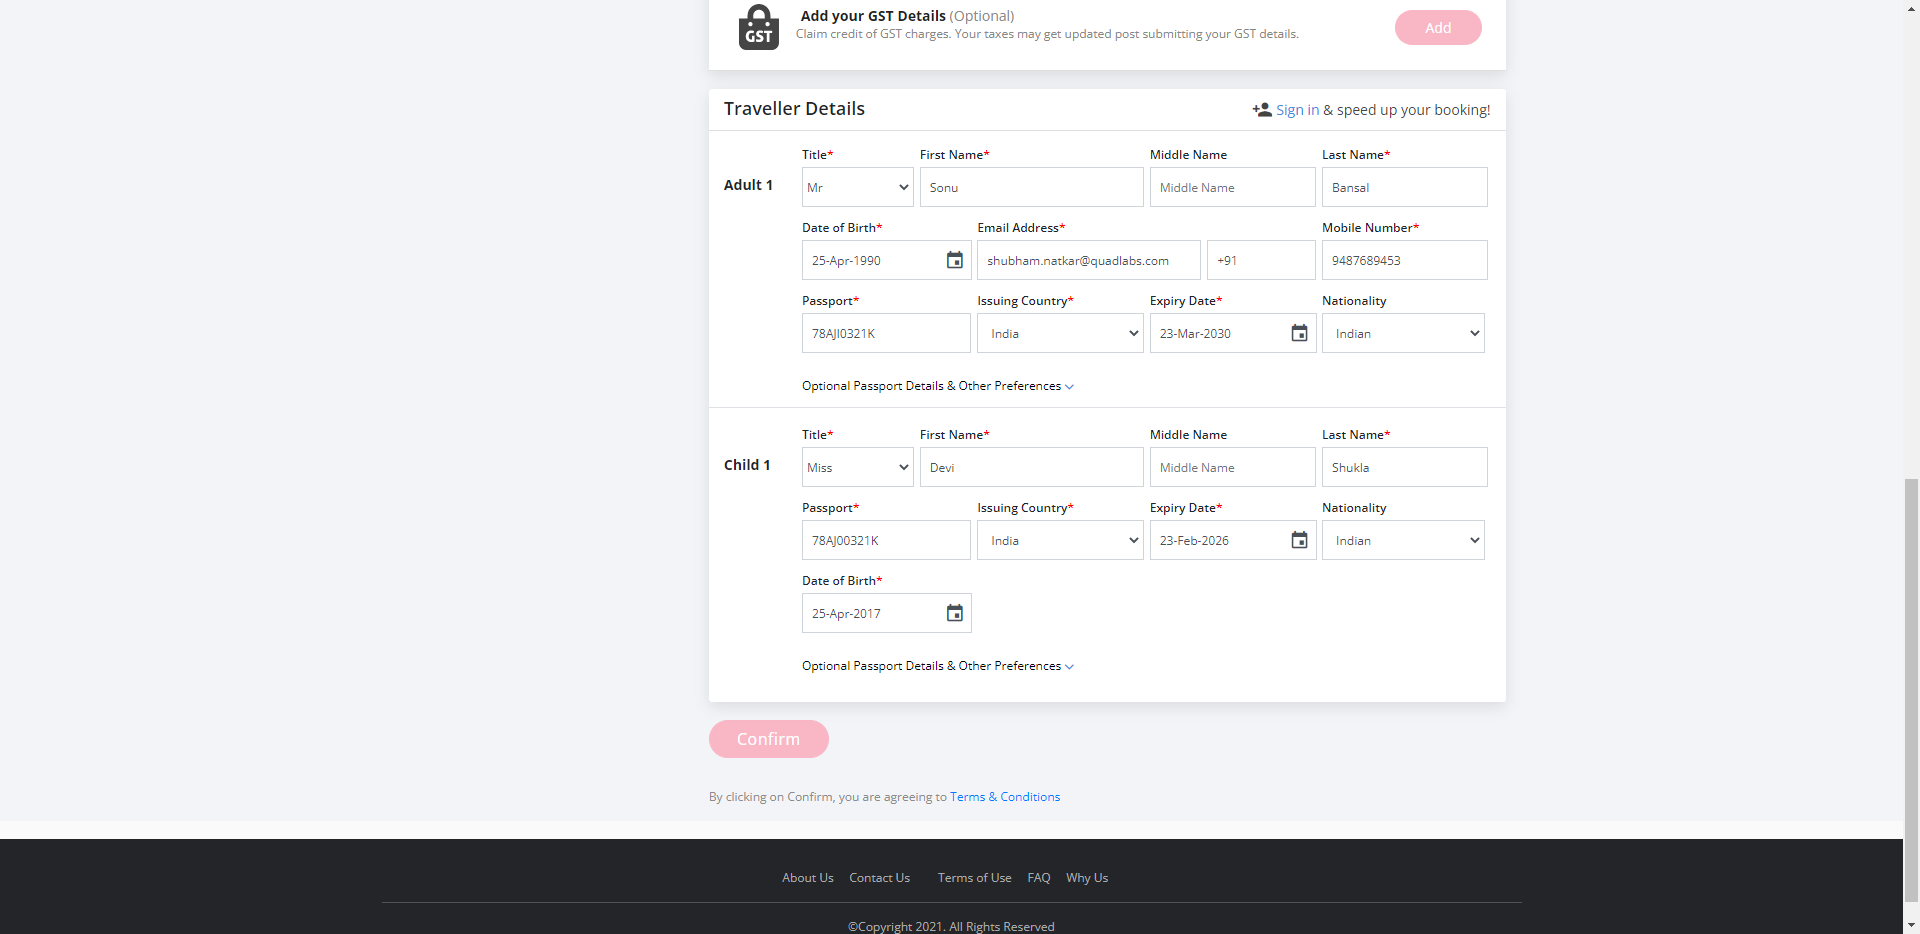 GST
Add your GST Details (Optional)
Claim credit of GST charges. Your taxes may get updated post submitting your GST details.
Add
Traveller Details
Sign in & speed up your booking!
Adult 1
Title* First Name* Middle Name Last Name*
Mr Sonu Middle Name Bansal
Date of Birth* Email Address* Mobile Number*
25-Apr-1990 shubham.natkar@quadlabs.com +91 9487689453
Passport* Issuing Country* Expiry Date* Nationality
78AJI0321K India 23-Mar-2030 Indian
Optional Passport Details & Other Preferences
Child 1
Title* First Name* Middle Name Last Name*
Miss Devi Middle Name Shukla
Passport* Issuing Country* Expiry Date* Nationality
78AJ00321K India 23-Feb-2026 Indian
Date of Birth*
25-Apr-2017
Optional Passport Details & Other Preferences
Confirm
By clicking on Confirm, you are agreeing to Terms & Conditions
About Us Contact Us Terms of Use FAQ Why Us
©Copyright 2021. All Rights Reserved